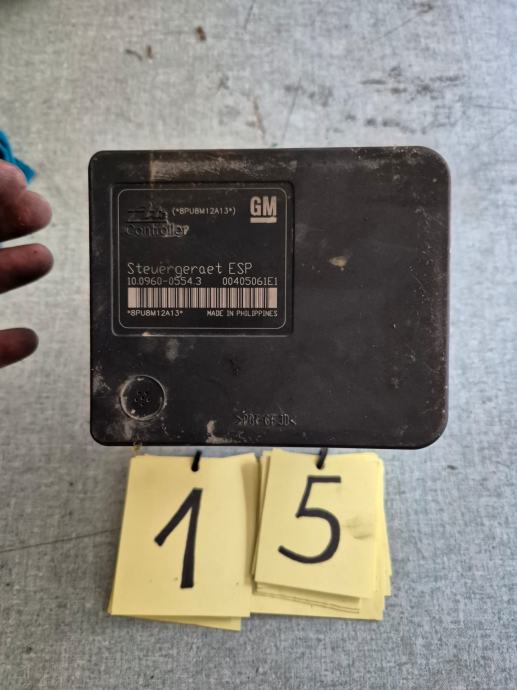 (*8PU8M12A13*)
GM
Controller
Steuergeraet ESP
10.0960-0554.3 00405061E1
*8PU8M12A13*
MADE IN PHILIPPINES
1 5